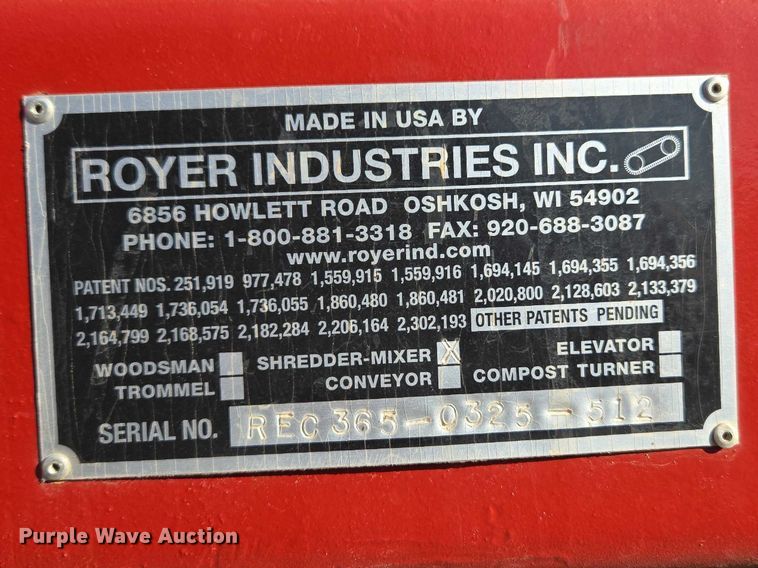 MADE IN USA BY
ROYER INDUSTRIES INC.
6856 HOWLETT ROAD OSHKOSH, WI 54902
PHONE: 1-800-881-3318 FAX: 920-688-3087
www.royerind.com
PATENT NOS. 251,919 977,478 1,559,915 1,559,916 1,694,145 1,694,355 1,694,356
1,713,449 1,736,054 1,736,055 1,860,480 1,860,481 2,020,800 2,128,603 2,133,379
2,164,799 2,168,575 2,182,284 2,206,164 2,302,193 OTHER PATENTS PENDING
WOODSMAN SHREDDER-MIXER X ELEVATOR
TROMMEL CONVEYOR COMPOST TURNER
SERIAL NO. REC365-0325-512
Purple Wave Auction